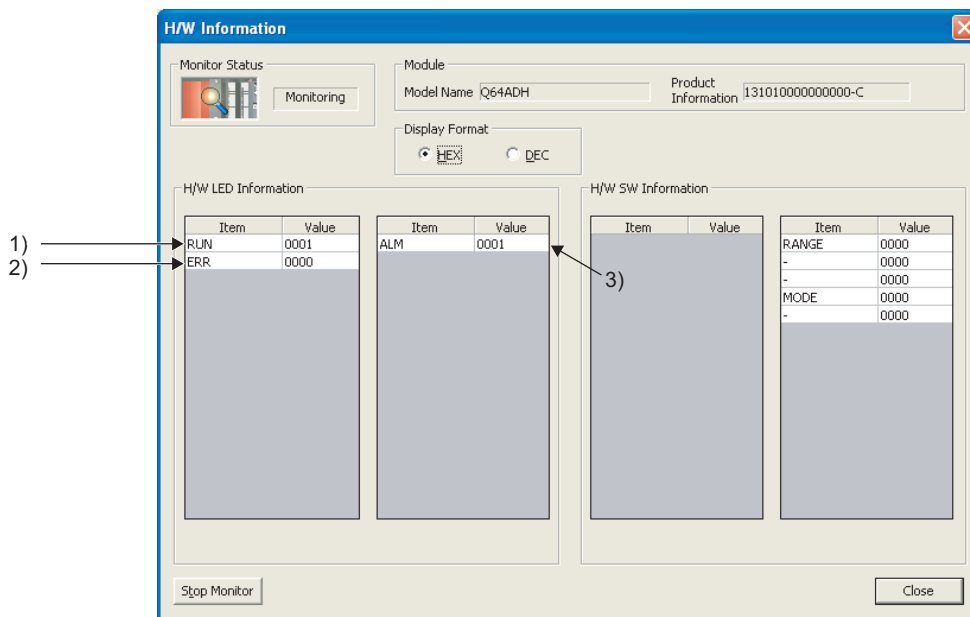 H/W Information
Monitor Status
Monitoring
Module
Model Name Q64ADH
Product Information 131010000000000-C
Display Format
HEX DEC
H/W LED Information
H/W SW Information
Item Value Item Value Item Value Item Value
1) RUN 0001 ALM 0001 RANGE 0000
2) ERR 0000 - 0000
3) - 0000
MODE 0000
- 0000
Stop Monitor
Close